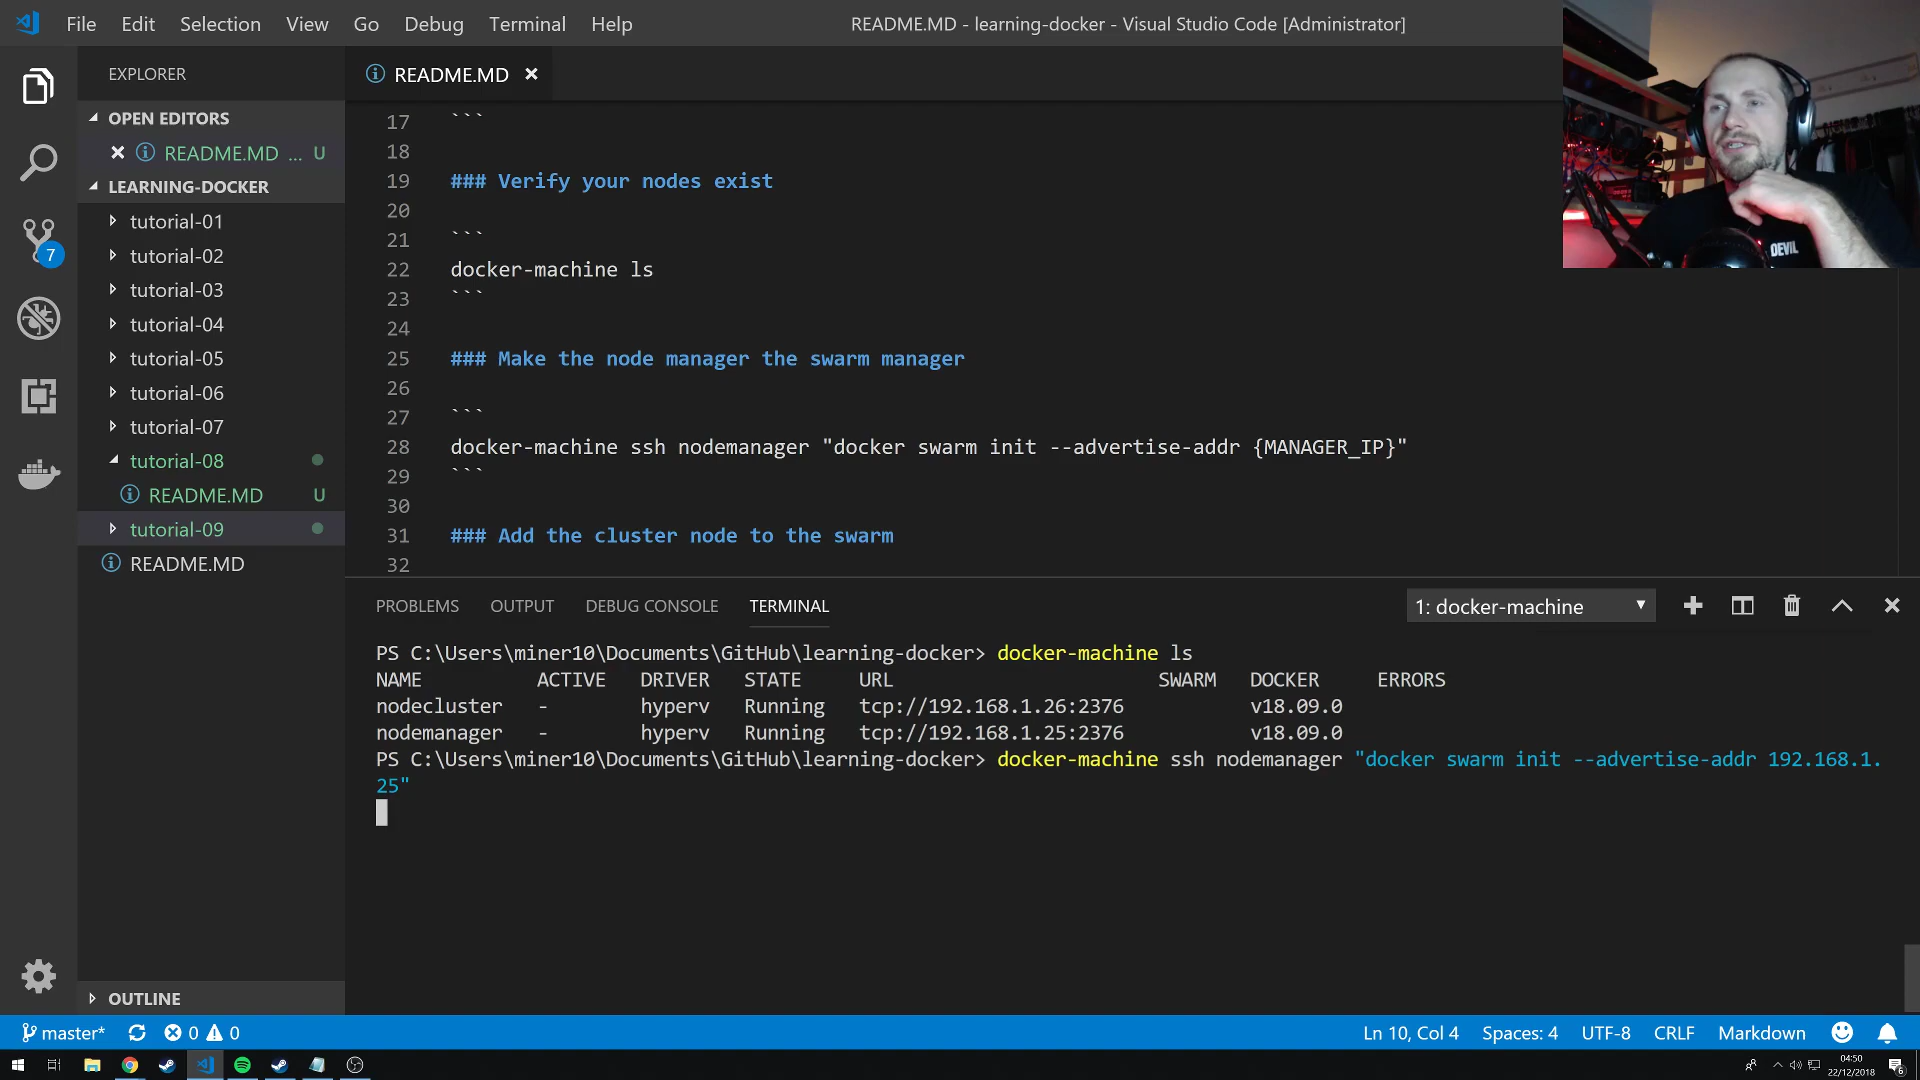 File Edit Selection View Go Debug Terminal Help
README.MD - learning-docker - Visual Studio Code [Administrator]
EXPLORER
OPEN EDITORS
README.MD ... U
LEARNING-DOCKER
tutorial-01
tutorial-02
tutorial-03
tutorial-04
tutorial-05
tutorial-06
tutorial-07
tutorial-08
README.MD U
tutorial-09
README.MD
OUTLINE
7
README.MD
17 ```
18
19 ### Verify your nodes exist
20
21 ```
22 docker-machine ls
23 ```
24
25 ### Make the node manager the swarm manager
26
27 ```
28 docker-machine ssh nodemanager "docker swarm init --advertise-addr {MANAGER_IP}"
29 ```
30
31 ### Add the cluster node to the swarm
32
DEVIL
PROBLEMS OUTPUT DEBUG CONSOLE TERMINAL
1: docker-machine
PS C:\Users\miner10\Documents\GitHub\learning-docker> docker-machine ls
NAME ACTIVE DRIVER STATE URL SWARM DOCKER ERRORS
nodecluster - hyperv Running tcp://192.168.1.26:2376 v18.09.0
nodemanager - hyperv Running tcp://192.168.1.25:2376 v18.09.0
PS C:\Users\miner10\Documents\GitHub\learning-docker> docker-machine ssh nodemanager "docker swarm init --advertise-addr 192.168.1.
25"
master* 0 0
Ln 10, Col 4 Spaces: 4 UTF-8 CRLF Markdown
04:50
22/12/2018
6